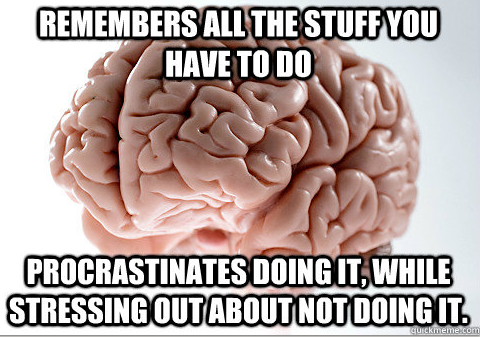 REMEMBERS ALL THE STUFF YOU
HAVE TO DO
PROCRASTINATES DOING IT, WHILE
STRESSING OUT ABOUT NOT DOING IT.
quickmeme.com